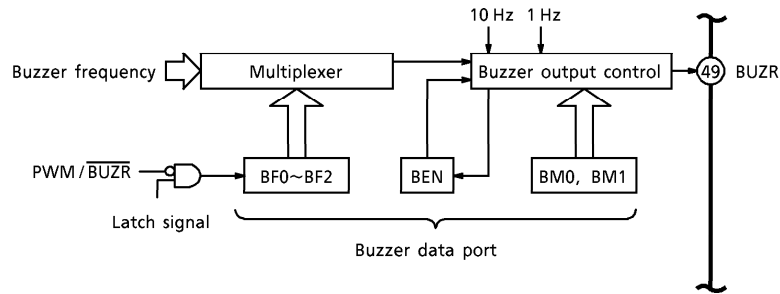 10 Hz 1 Hz
Buzzer frequency Multiplexer Buzzer output control 49 BUZR
PWM / B̅U̅Z̅R̅ BF0~BF2 BEN BM0, BM1
Latch signal
Buzzer data port